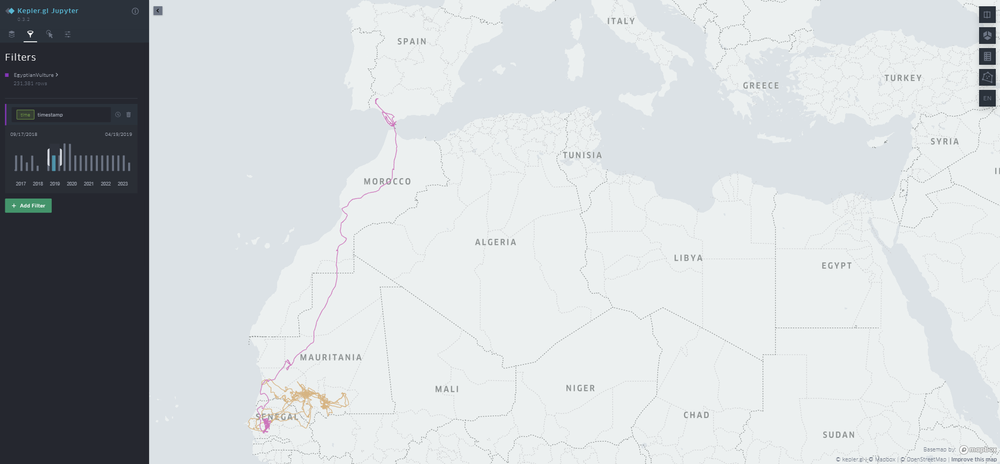 Kepler.gl Jupyter
0.3.2
Filters
EgyptianVulture
231,381 rows
time timestamp
09/17/2018 04/19/2019
2017 2018 2019 2020 2021 2022 2023
+ Add Filter
ITALY
SPAIN
TURKEY
GREECE
EN
SYRIA
TUNISIA
MOROCCO
ALGERIA
LIBYA
EGYPT
MAURITANIA
MALI
NIGER
CHAD
SENEGAL
SUDAN
Basemap by: mapbox
© kepler.gl | © Mapbox | © OpenStreetMap | Improve this map